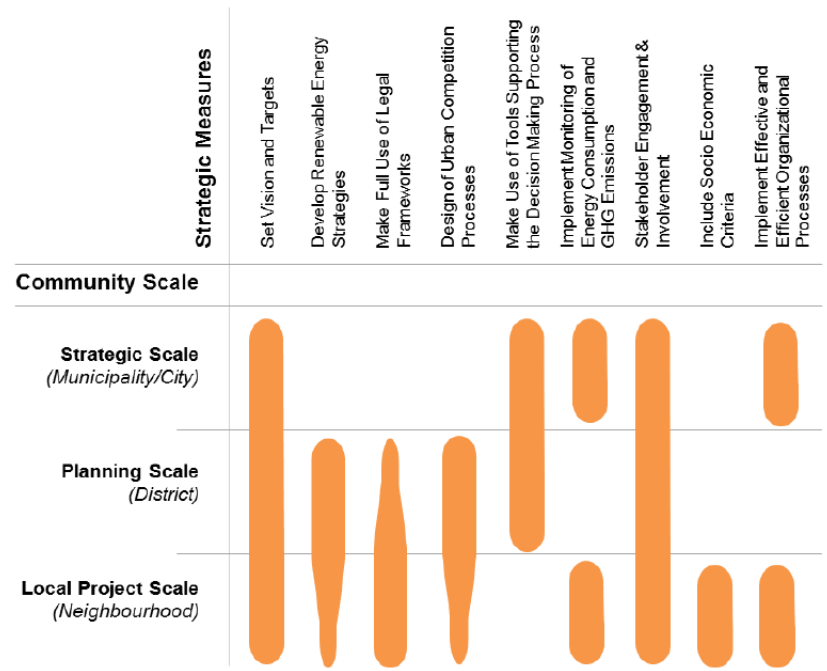 Strategic Measures
Set Vision and Targets
Develop Renewable Energy
Strategies
Make Full Use of Legal
Frameworks
Design of Urban Competition
Processes
Make Use of Tools Supporting
the Decision Making Process
Implement Monitoring of
Energy Consumption and
GHG Emissions
Stakeholder Engagement &
Involvement
Include Socio Economic
Criteria
Implement Effective and
Efficient Organizational
Processes
Community Scale
Strategic Scale
(Municipality/City)
Planning Scale
(District)
Local Project Scale
(Neighbourhood)